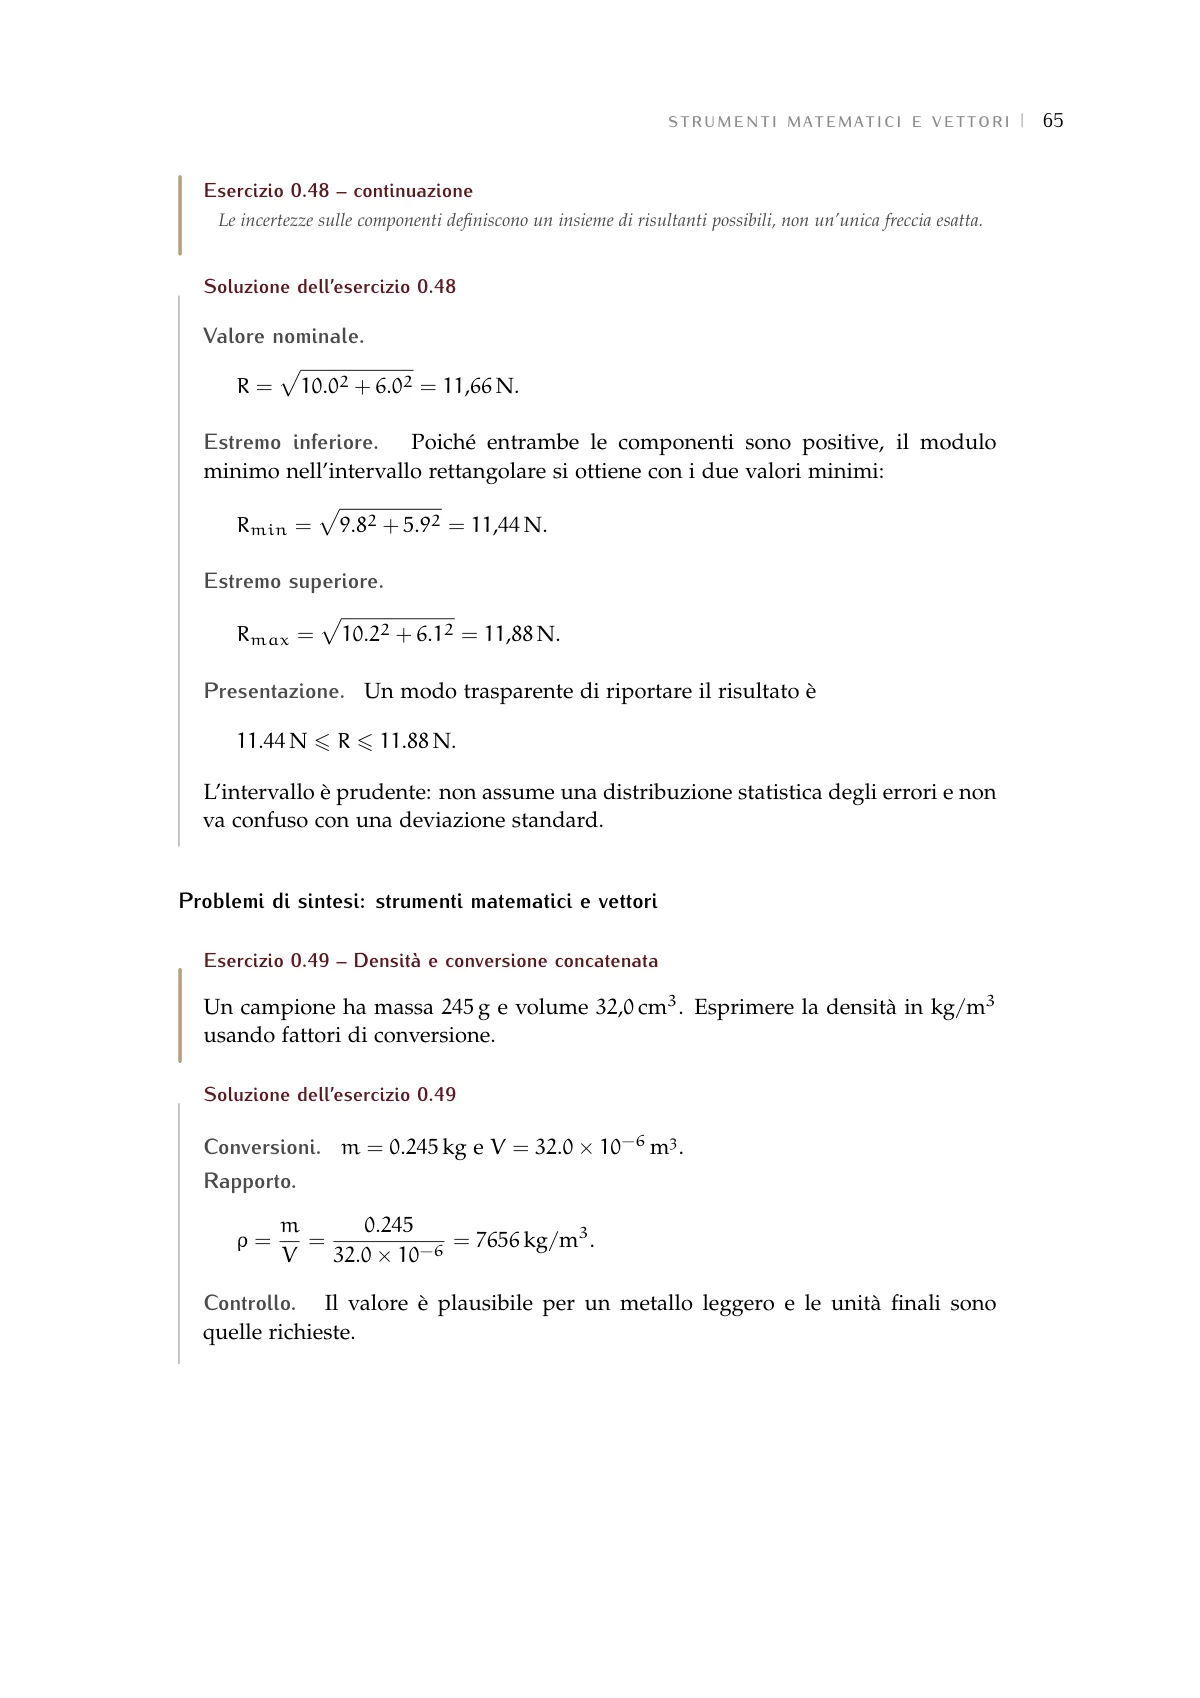 STRUMENTI MATEMATICI E VETTORI | 65
Esercizio 0.48 – continuazione
Le incertezze sulle componenti definiscono un insieme di risultanti possibili, non un'unica freccia esatta.
Soluzione dell'esercizio 0.48
Valore nominale.
R = √(10.0² + 6.0²) = 11,66 N.
Estremo inferiore. Poiché entrambe le componenti sono positive, il modulo
minimo nell'intervallo rettangolare si ottiene con i due valori minimi:
R_min = √(9.8² + 5.9²) = 11,44 N.
Estremo superiore.
R_max = √(10.2² + 6.1²) = 11,88 N.
Presentazione. Un modo trasparente di riportare il risultato è
11.44 N ⩽ R ⩽ 11.88 N.
L'intervallo è prudente: non assume una distribuzione statistica degli errori e non
va confuso con una deviazione standard.
Problemi di sintesi: strumenti matematici e vettori
Esercizio 0.49 – Densità e conversione concatenata
Un campione ha massa 245 g e volume 32,0 cm³. Esprimere la densità in kg/m³
usando fattori di conversione.
Soluzione dell'esercizio 0.49
Conversioni. m = 0.245 kg e V = 32.0 × 10⁻⁶ m³.
Rapporto.
ρ = m/V = 0.245/(32.0 × 10⁻⁶) = 7656 kg/m³.
Controllo. Il valore è plausibile per un metallo leggero e le unità finali sono
quelle richieste.